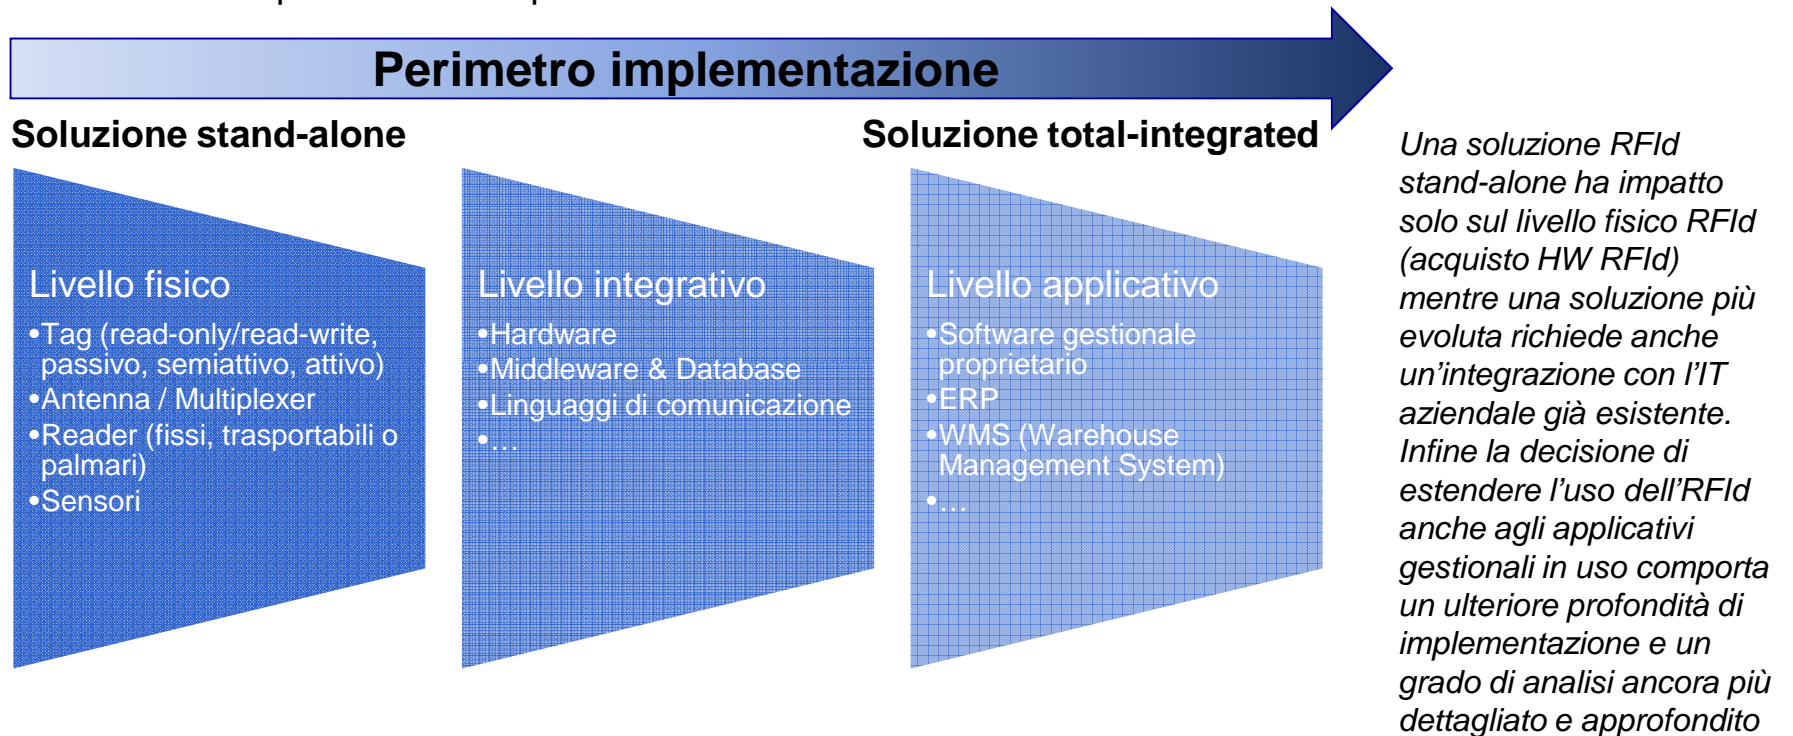 Perimetro implementazione
Soluzione stand-alone
Soluzione total-integrated
Livello fisico
•Tag (read-only/read-write,
passivo, semiattivo, attivo)
•Antenna / Multiplexer
•Reader (fissi, trasportabili o
palmari)
•Sensori
Livello integrativo
•Hardware
•Middleware & Database
•Linguaggi di comunicazione
•…
Livello applicativo
•Software gestionale
proprietario
•ERP
•WMS (Warehouse
Management System)
•…
Una soluzione RFId
stand-alone ha impatto
solo sul livello fisico RFId
(acquisto HW RFId)
mentre una soluzione più
evoluta richiede anche
un’integrazione con l’IT
aziendale già esistente.
Infine la decisione di
estendere l’uso dell’RFId
anche agli applicativi
gestionali in uso comporta
un ulteriore profondità di
implementazione e un
grado di analisi ancora più
dettagliato e approfondito